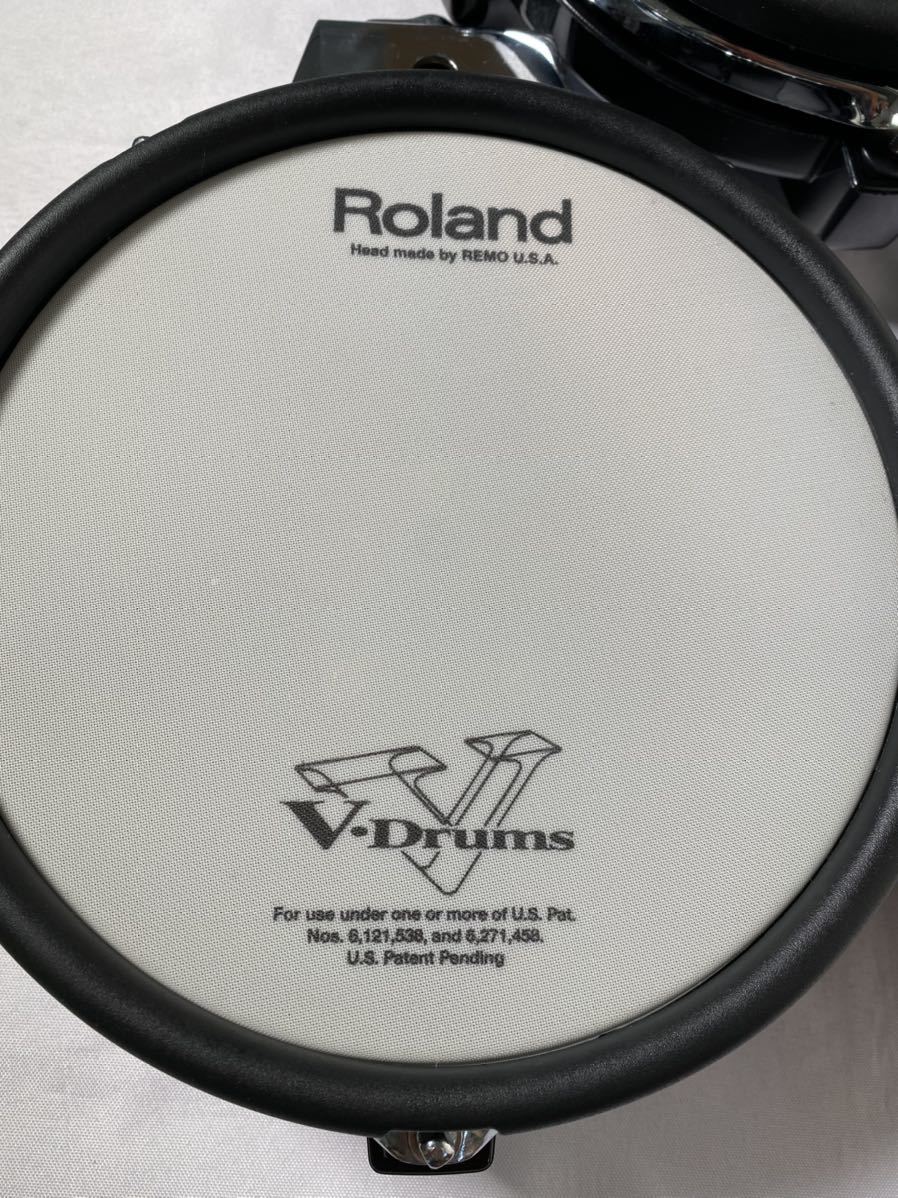 Roland
Head made by REMO U.S.A.
V-Drums
For use under one or more of U.S. Pat.
Nos. 6,121,538, and 6,271,458.
U.S. Patent Pending